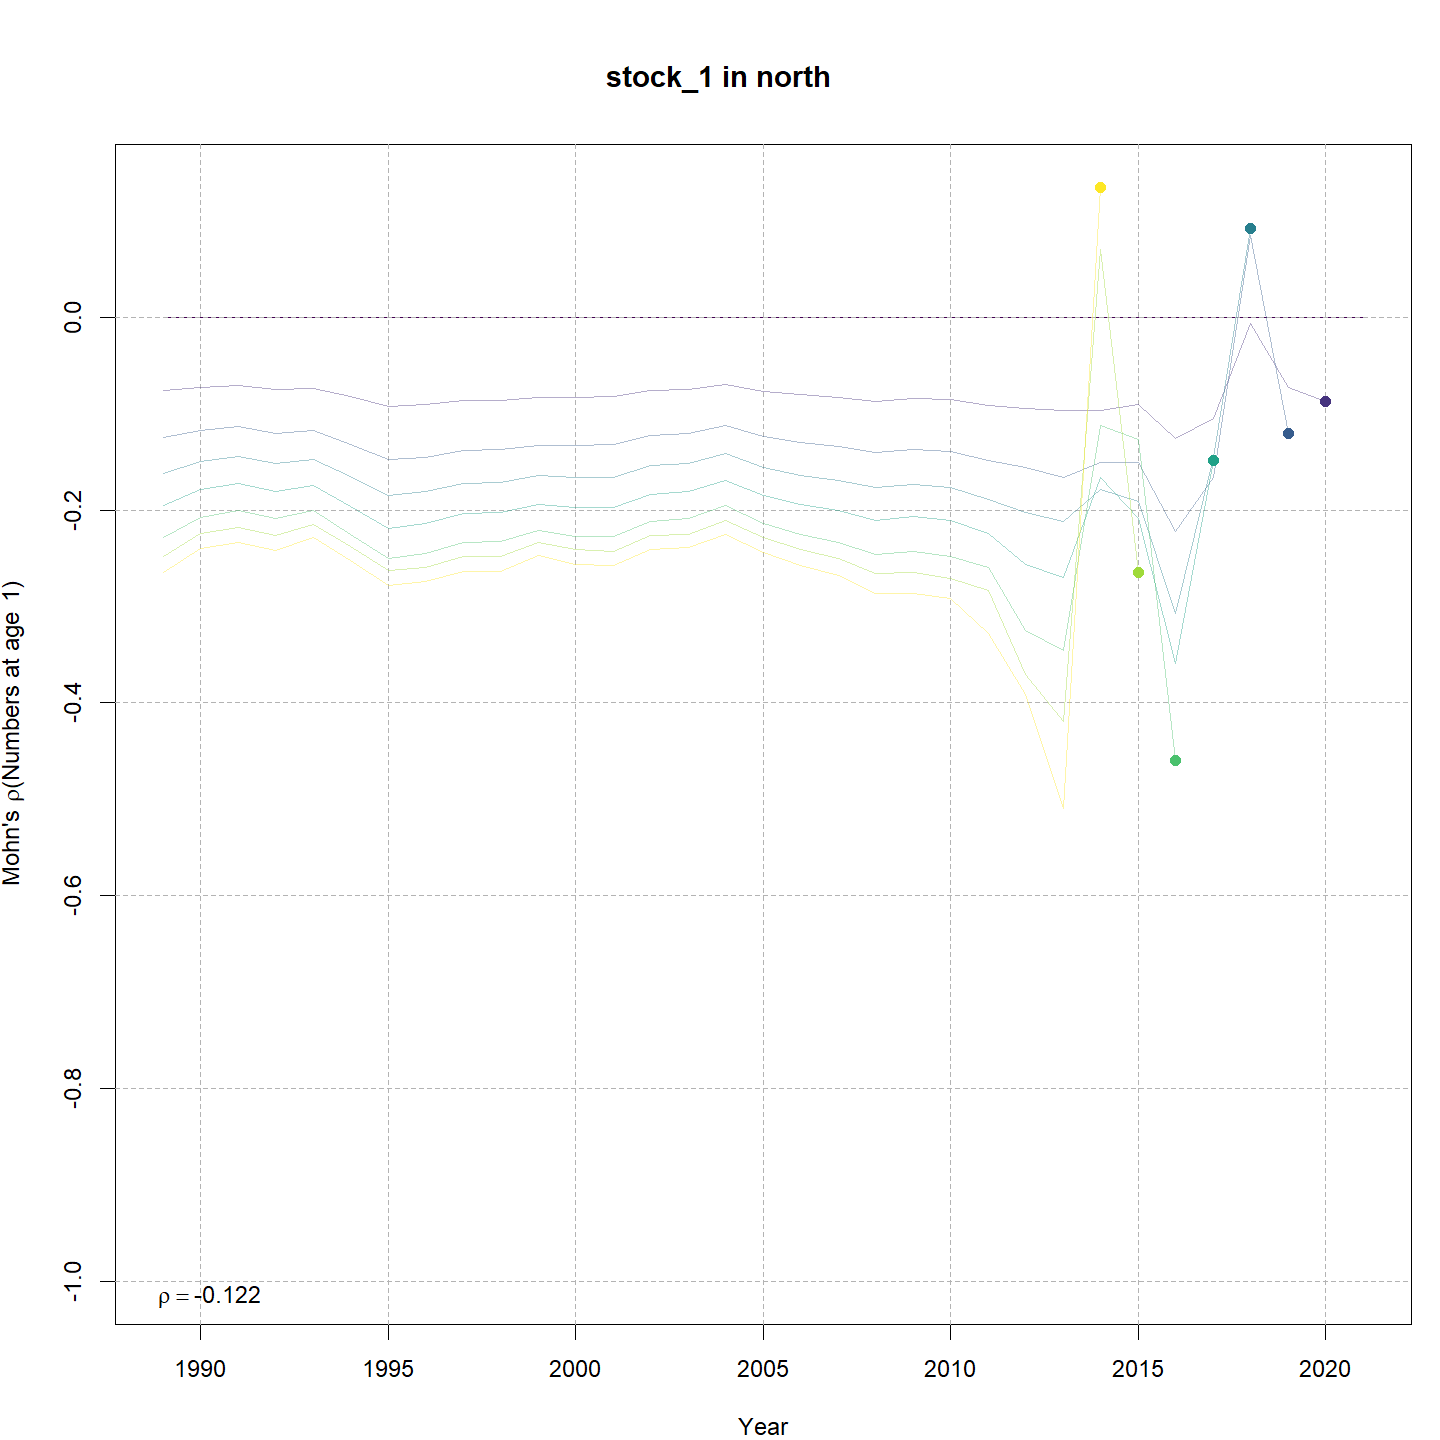 stock_1 in north
Mohn's ρ(Numbers at age 1)
0.0
-0.2
-0.4
-0.6
-0.8
-1.0
ρ = -0.122
1990 1995 2000 2005 2010 2015 2020
Year